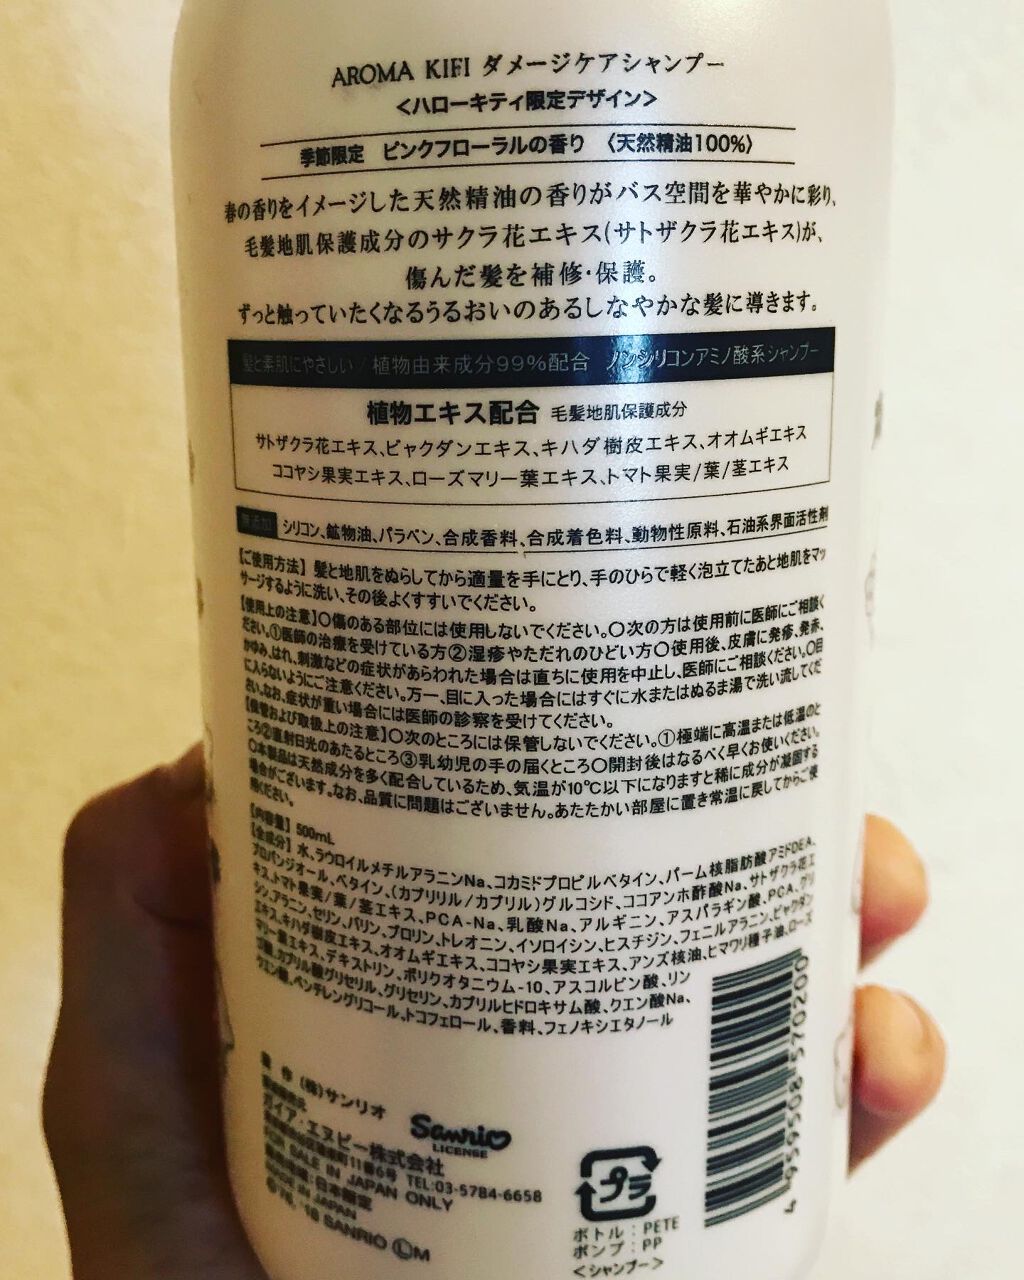 AROMA KIFI ダメージケアシャンプー
<ハローキティ限定デザイン>
季節限定 ピンクフローラルの香り 〈天然精油100%〉
春の香りをイメージした天然精油の香りがバス空間を華やかに彩り、
毛髪地肌保護成分のサクラ花エキス(サトザクラ花エキス)が、
傷んだ髪を補修・保護。
ずっと触っていたくなるうるおいのあるしなやかな髪に導きます。
髪と素肌にやさしい/植物由来成分99%配合 ノンシリコンアミノ酸系シャンプー
植物エキス配合 毛髪地肌保護成分
サトザクラ花エキス、ビャクダンエキス、キハダ樹皮エキス、オオムギエキス
ココヤシ果実エキス、ローズマリー葉エキス、トマト果実/葉/茎エキス
無添加 シリコン、鉱物油、パラベン、合成香料、合成着色料、動物性原料、石油系界面活性剤
【ご使用方法】髪と地肌をぬらしてから適量を手にとり、手のひらで軽く泡立てたあと地肌をマッ
サージするように洗い、その後よくすすいでください。
【使用上の注意】〇傷のある部位には使用しないでください。〇次の方は使用前に医師にご相談く
ださい。①医師の治療を受けている方②湿疹やただれのひどい方〇使用後、皮膚に発疹、発赤、
かゆみ、はれ、刺激などの症状があらわれた場合は直ちに使用を中止し、医師にご相談ください。〇目
に入らないようにご注意ください。万一、目に入った場合にはすぐに水またはぬるま湯で洗い流してくだ
さい。なお、症状が重い場合には医師の診察を受けてください。
【保管および取扱上の注意】〇次のところには保管しないでください。①極端に高温または低温のと
ころ②直射日光のあたるところ③乳幼児の手の届くところ〇開封後はなるべく早くお使いください。
〇本製品は天然成分を多く配合しているため、気温が10℃以下になりますと稀に成分が凝固する
場合がございます。なお、品質に問題はございません。あたたかい部屋に置き常温に戻してからご使
用ください。
【内容量】500mL
【全成分】水、ラウロイルメチルアラニンNa、コカミドプロピルベタイン、パーム核脂肪酸アミドDEA、
プロパンジオール、ベタイン、(カプリリル/カプリル)グルコシド、ココアンホ酢酸Na、サトザクラ花エ
キス、トマト果実/葉/茎エキス、PCA-Na、乳酸Na、アルギニン、アスパラギン酸、PCA、グリ
シン、アラニン、セリン、バリン、プロリン、トレオニン、イソロイシン、ヒスチジン、フェニルアラニン、ビャクダン
エキス、キハダ樹皮エキス、オオムギエキス、ココヤシ果実エキス、アンズ核油、ヒマワリ種子油、ローズ
マリー葉エキス、デキストリン、ポリクオタニウム-10、アスコルビン酸、リン
ゴ酸、カプリル酸グリセリル、グリセリン、カプリルヒドロキサム酸、クエン酸Na、
クエン酸、ペンチレングリコール、トコフェロール、香料、フェノキシエタノール
著作 (株)サンリオ
製造販売元
ガイア・エヌピー株式会社
11番6号 TEL:03-5784-6658
FOR SALE IN JAPAN ONLY
販売地域:日本限定
MADE IN JAPAN
©'76,'18 SANRIO ⓁM
Sanrio
LICENSE
プラ
ボトル:PETE
ポンプ:PP
<シャンプー>
4 959508 570200